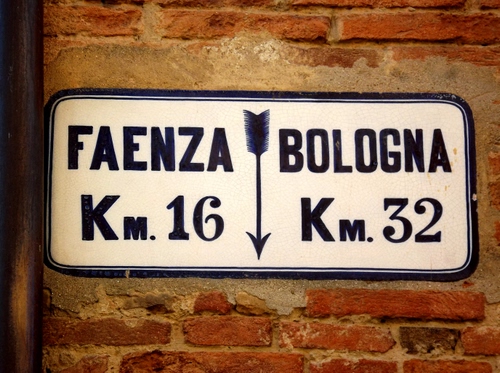 FAENZA
Km. 16
BOLOGNA
Km. 32